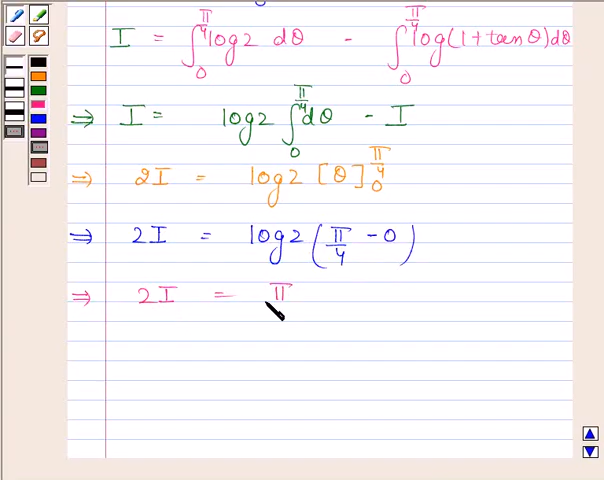 I = ∫₀^(π/4) log2 dθ - ∫₀^(π/4) log(1+tanθ)dθ
⇒ I = log2 ∫₀^(π/4) dθ - I
⇒ 2I = log2 [θ]₀^(π/4)
⇒ 2I = log2 (π/4 - 0)
⇒ 2I = π